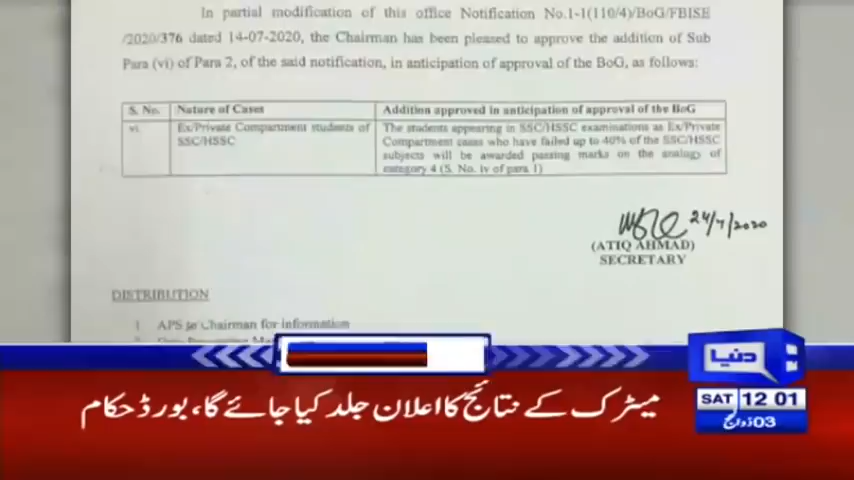 In partial modification of this office Notification No.1-1(110/4)/BoG/FBISE
/2020/376 dated 14-07-2020, the Chairman has been pleased to approve the addition of Sub
Para (vi) of Para 2, of the said notification, in anticipation of approval of the BoG, as follows:
S. No. Nature of Cases Addition approved in anticipation of approval of the BoG
vi. Ex/Private Compartment students of SSC/HSSC The students appearing in SSC/HSSC examinations as Ex/Private
Compartment cases who have failed up to 40% of the SSC/HSSC
subjects will be awarded passing marks on the analogy of
category 4 (S. No. iv of para 1)
24/7/2020
(ATIQ AHMAD)
SECRETARY
DISTRIBUTION
1 APS to Chairman for information
دنیا
میٹرک کے نتائج کا اعلان جلد کیا جائے گا، بورڈ حکام
SAT 12 01
03 ذوالحج